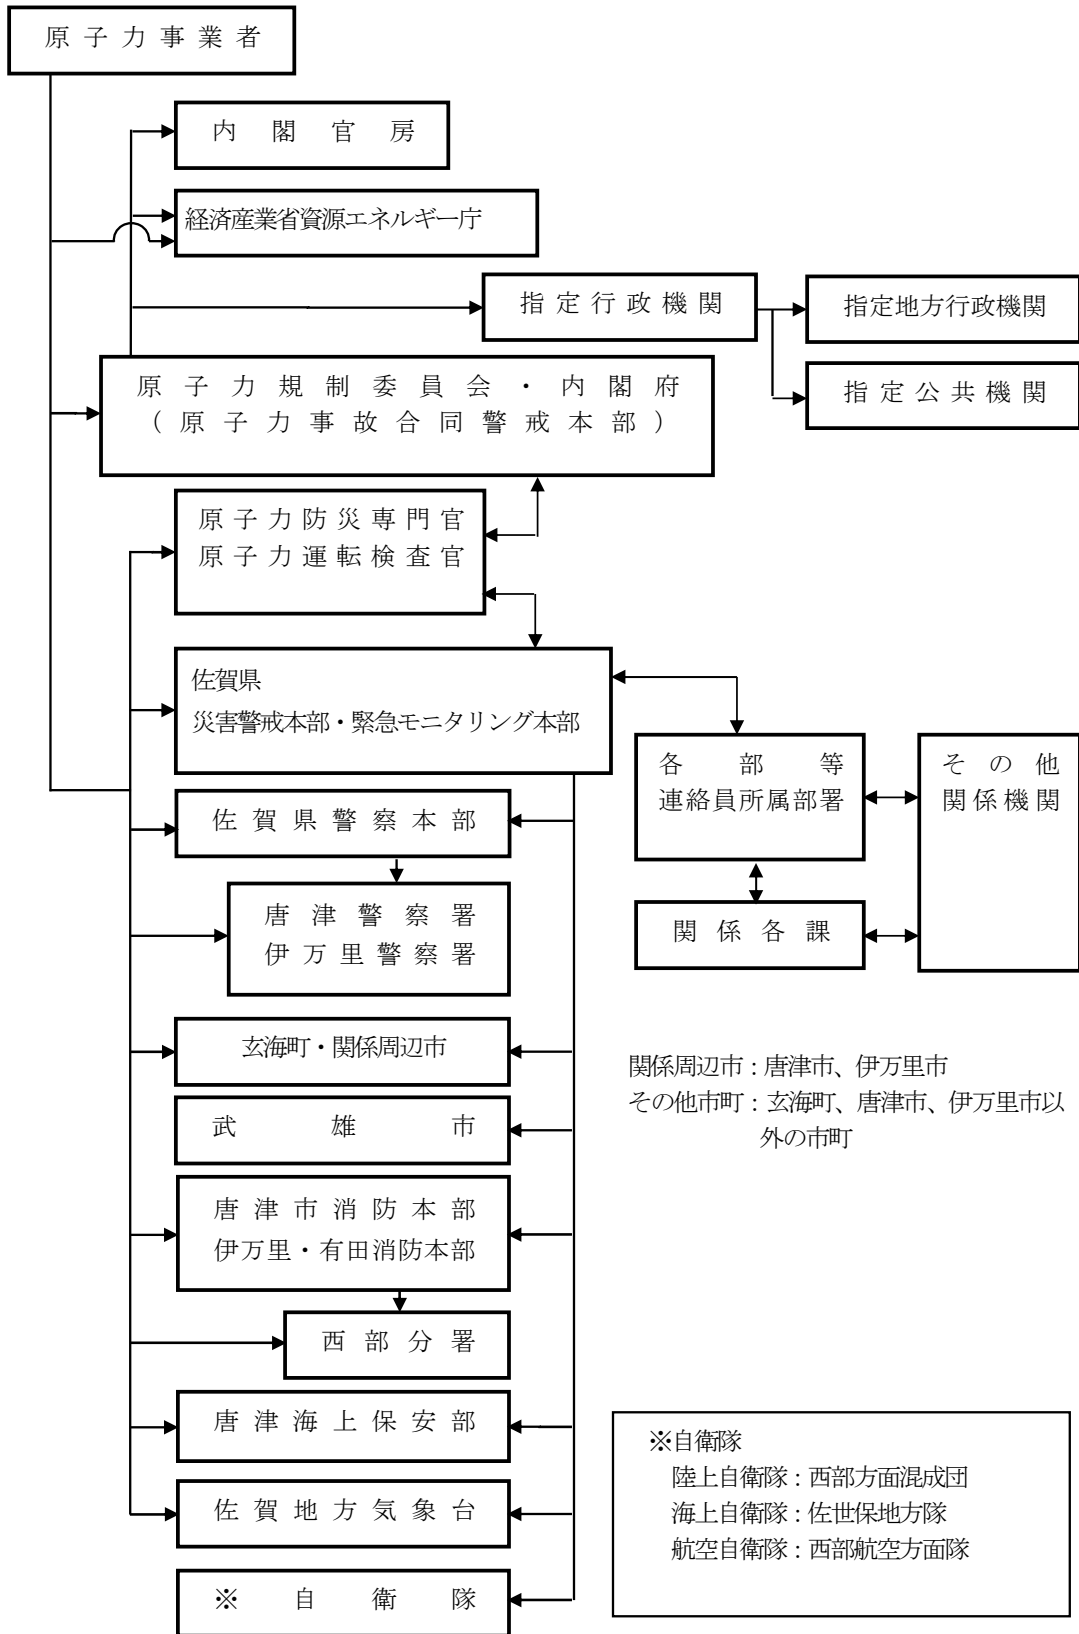 原子力事業者
内閣官房
経済産業省資源エネルギー庁
指定行政機関
指定地方行政機関
原子力規制委員会・内閣府
(原子力事故合同警戒本部)
指定公共機関
原子力防災専門官
原子力運転検査官
佐賀県
災害警戒本部・緊急モニタリング本部
各部等
連絡員所属部署
その他
関係機関
佐賀県警察本部
唐津警察署
伊万里警察署
関係各課
玄海町・関係周辺市
関係周辺市：唐津市、伊万里市
その他市町：玄海町、唐津市、伊万里市以
外の市町
武雄市
唐津市消防本部
伊万里・有田消防本部
西部分署
唐津海上保安部
佐賀地方気象台
※自衛隊
※自衛隊
陸上自衛隊：西部方面混成団
海上自衛隊：佐世保地方隊
航空自衛隊：西部航空方面隊